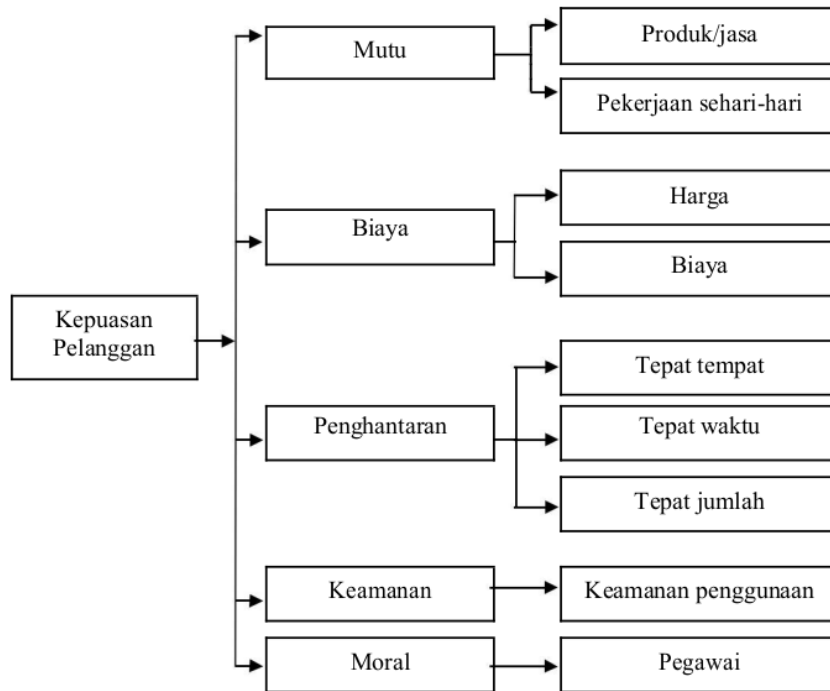 Mutu
Produk/jasa
Pekerjaan sehari-hari
Biaya
Harga
Biaya
Kepuasan
Pelanggan
Penghantaran
Tepat tempat
Tepat waktu
Tepat jumlah
Keamanan
Keamanan penggunaan
Moral
Pegawai